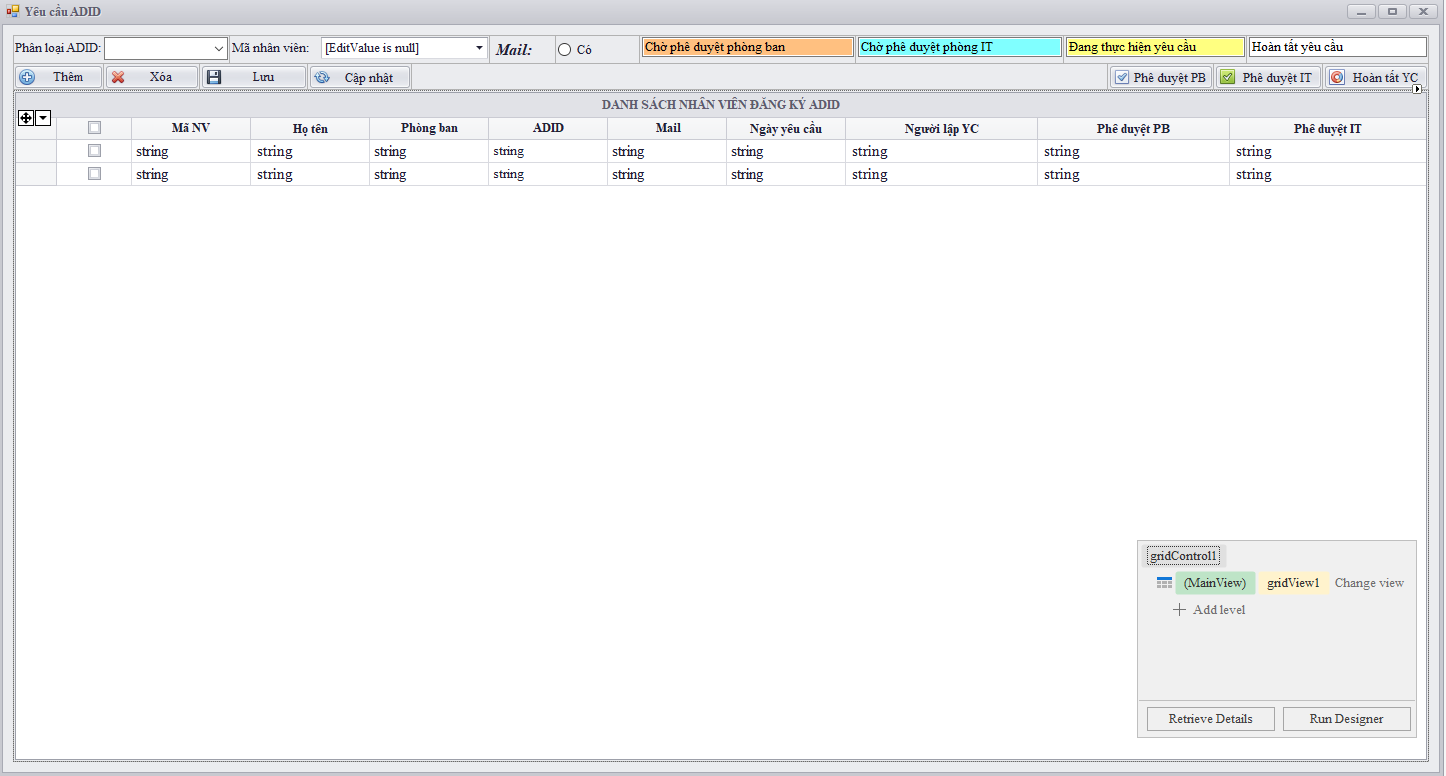 Yêu cầu ADID
Phân loại ADID: Mã nhân viên: [EditValue is null] Mail: Có Chờ phê duyệt phòng ban Chờ phê duyệt phòng IT Đang thực hiện yêu cầu Hoàn tất yêu cầu
Thêm Xóa Lưu Cập nhật Phê duyệt PB Phê duyệt IT Hoàn tất YC
DANH SÁCH NHÂN VIÊN ĐĂNG KÝ ADID
Mã NV Họ tên Phòng ban ADID Mail Ngày yêu cầu Người lập YC Phê duyệt PB Phê duyệt IT
string string string string string string string string string
string string string string string string string string string
gridControl1
(MainView) gridView1 Change view
Add level
Retrieve Details Run Designer